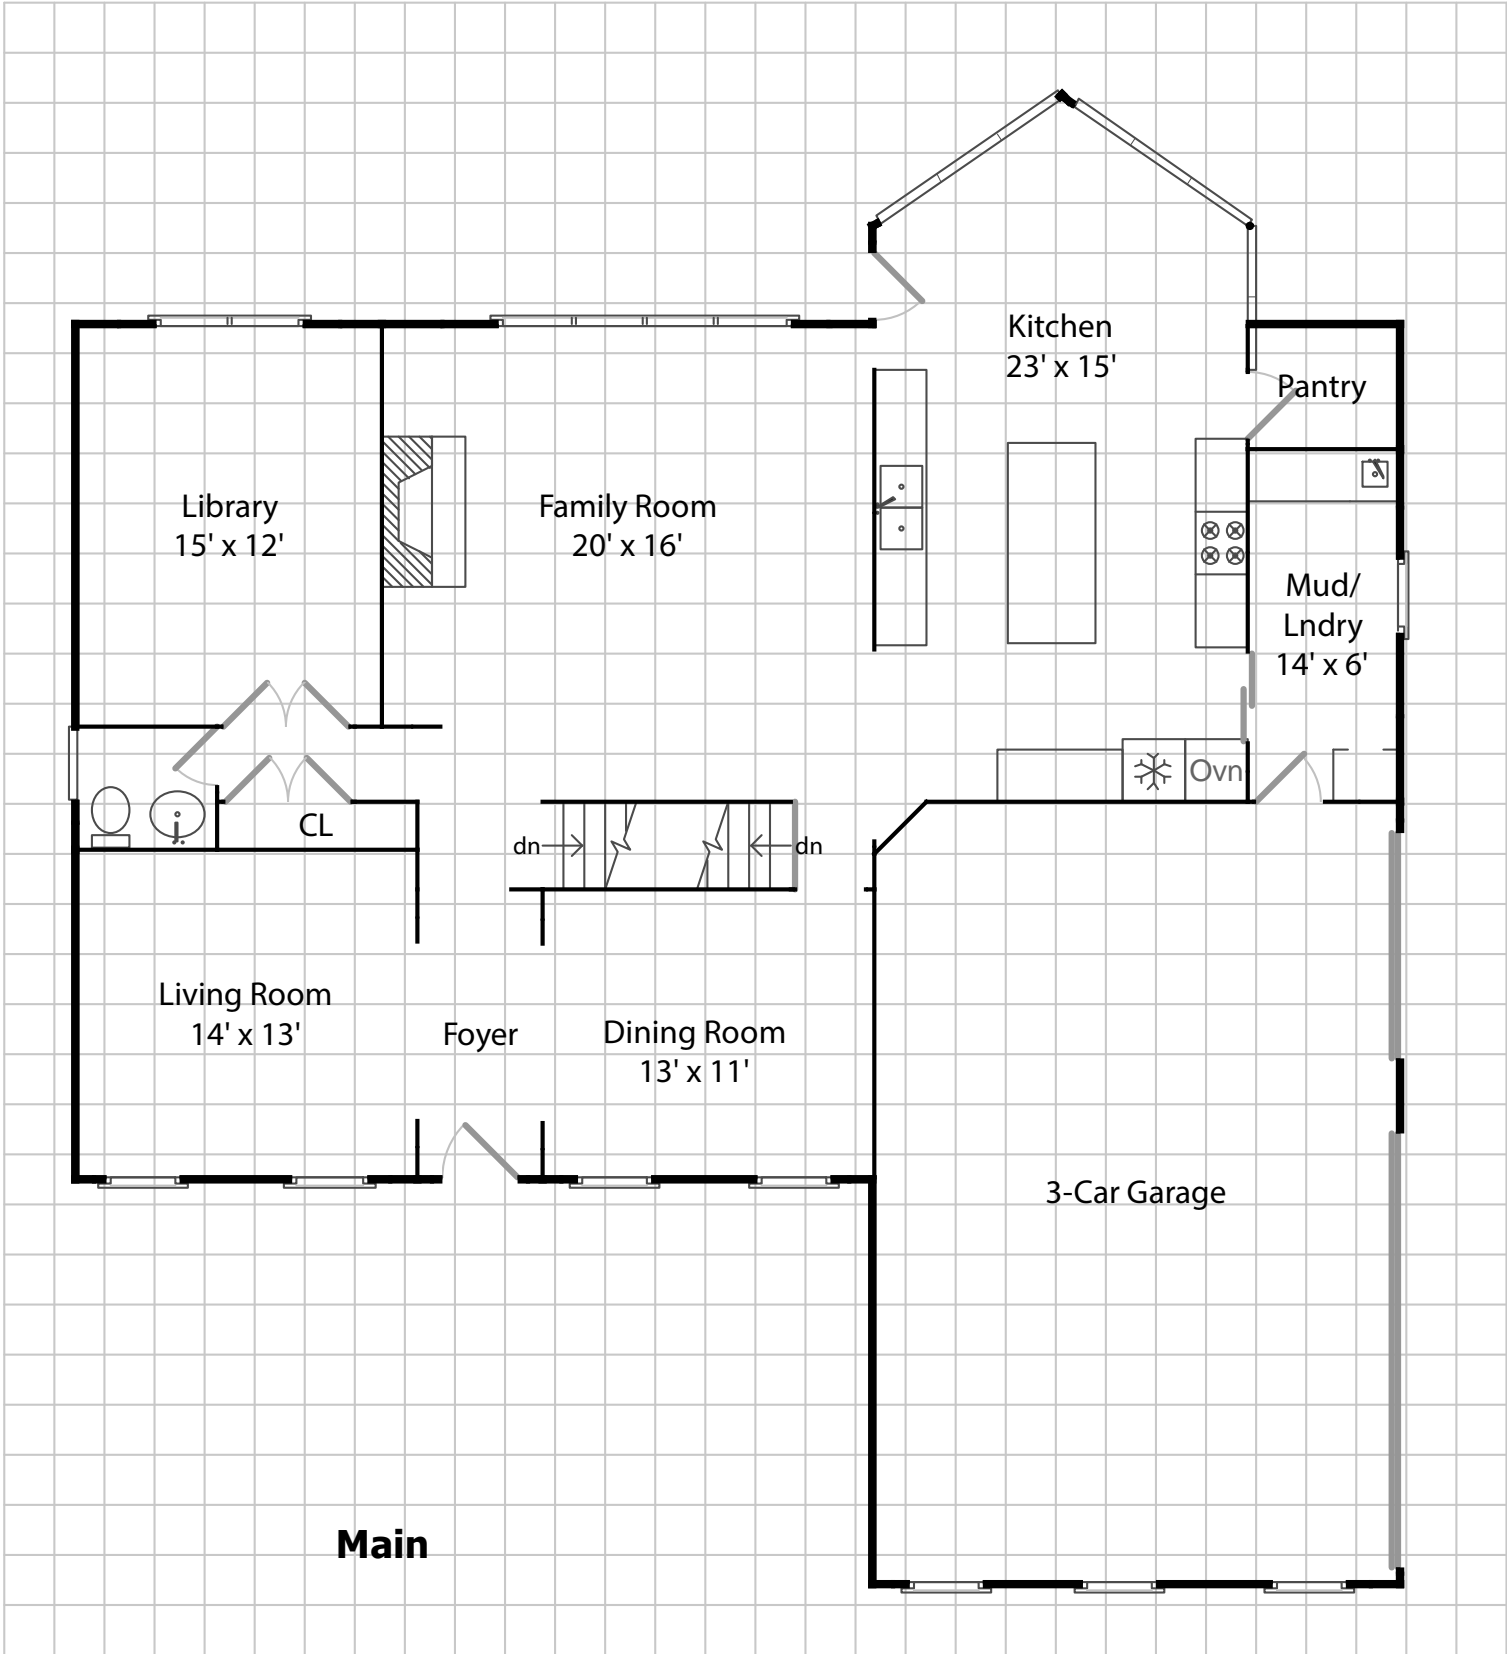 Kitchen
23' x 15'
Pantry
Library
15' x 12'
Family Room
20' x 16'
Mud/
Lndry
14' x 6'
Ovn
CL
dn
dn
Living Room
14' x 13'
Foyer
Dining Room
13' x 11'
3-Car Garage
Main